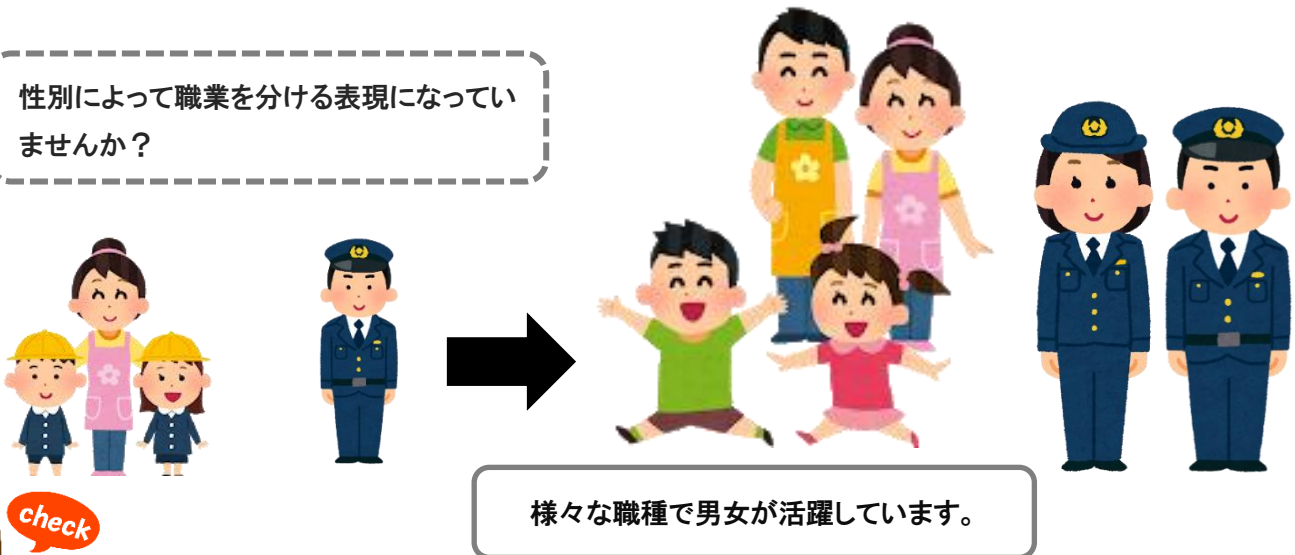 性別によって職業を分ける表現になってい
ませんか？
check
様々な職種で男女が活躍しています。